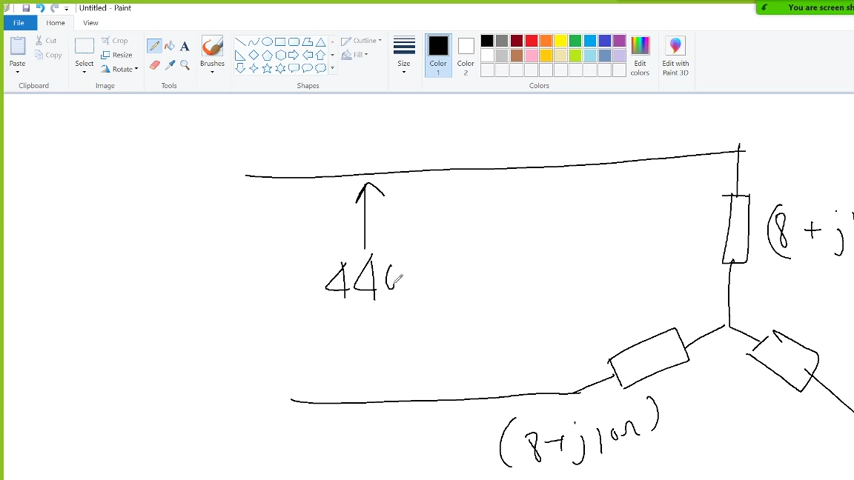 Untitled - Paint
You are screen sh
File Home View
Paste
Cut
Copy
Clipboard
Select
Crop
Resize
Rotate
Image
A
Tools
Brushes
Outline
Fill
Shapes
Size
Color 1
Color 2
Edit colors
Colors
Edit with Paint 3D
(8 + j
440
(8+j10Ω)